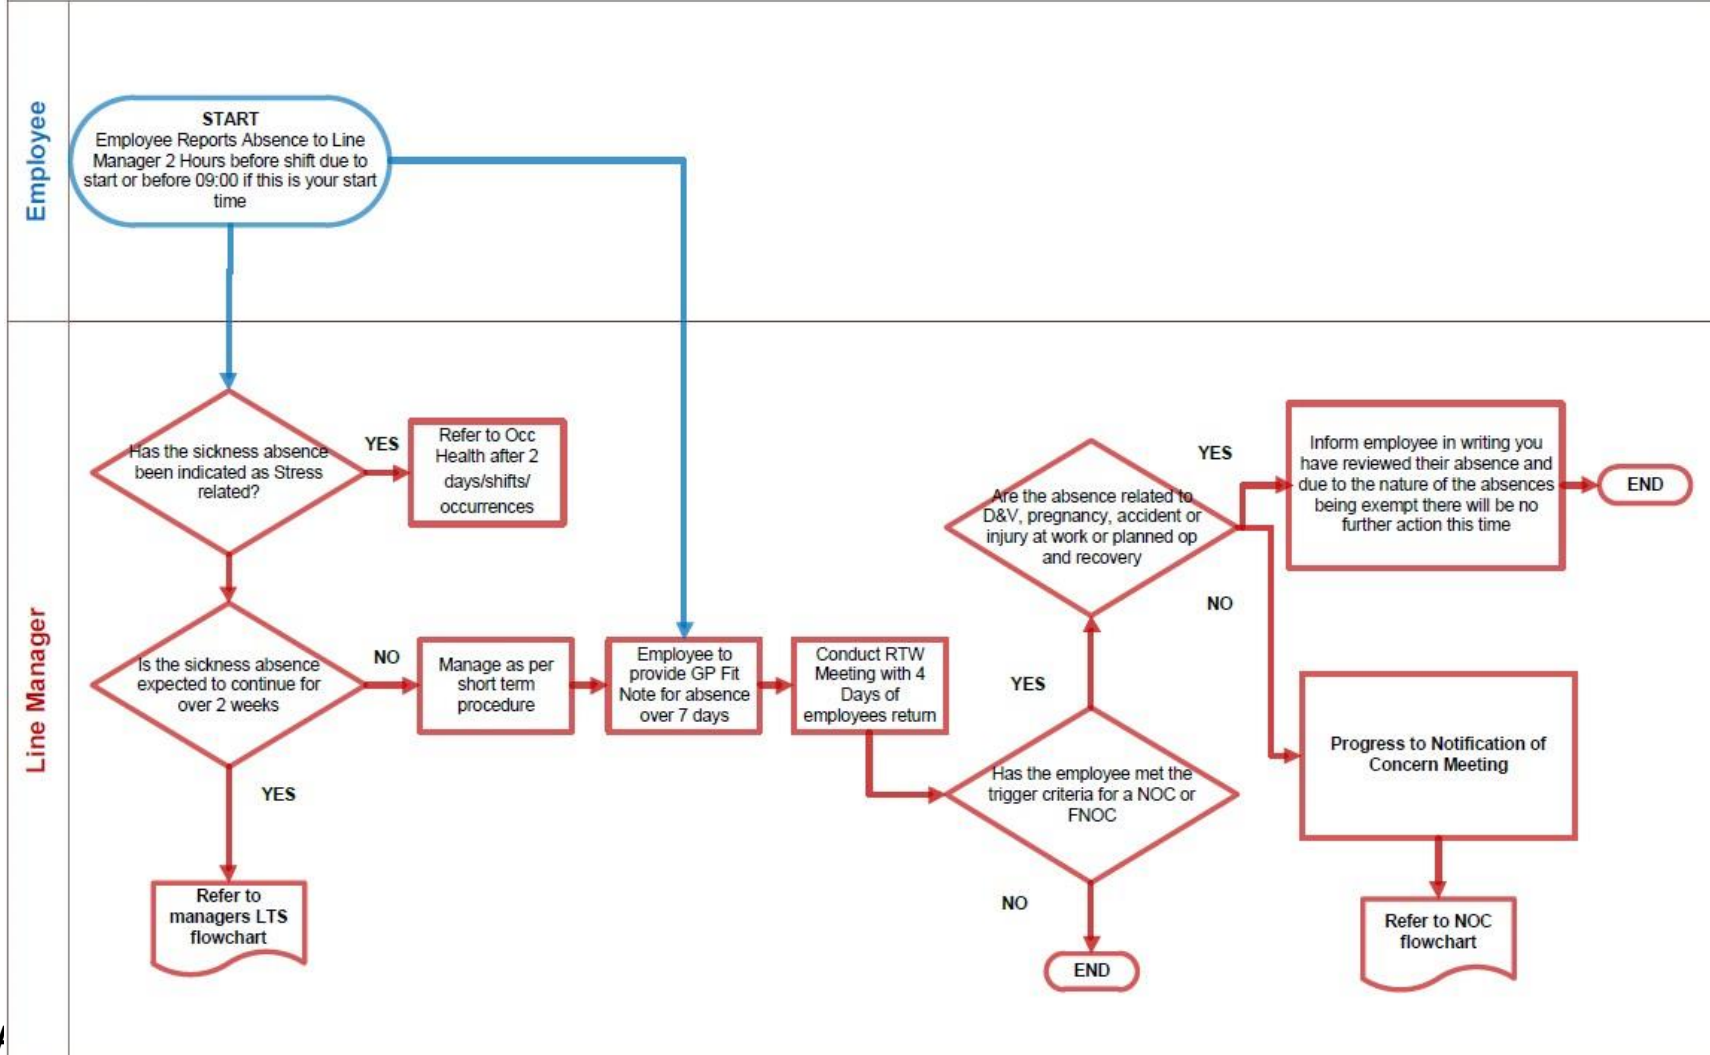 Employee
START
Employee Reports Absence to Line
Manager 2 Hours before shift due to
start or before 09:00 if this is your start
time
Line Manager
Has the sickness absence
been indicated as Stress
related?
YES
Refer to Occ
Health after 2
days/shifts/
occurrences
Is the sickness absence
expected to continue for
over 2 weeks
NO
Manage as per
short term
procedure
Employee to
provide GP Fit
Note for absence
over 7 days
Conduct RTW
Meeting with 4
Days of
employees return
YES
Refer to
managers LTS
flowchart
Has the employee met the
trigger criteria for a NOC or
FNOC
NO
END
YES
Are the absence related to
D&V, pregnancy, accident or
injury at work or planned op
and recovery
YES
Inform employee in writing you
have reviewed their absence and
due to the nature of the absences
being exempt there will be no
further action this time
END
NO
Progress to Notification of
Concern Meeting
Refer to NOC
flowchart